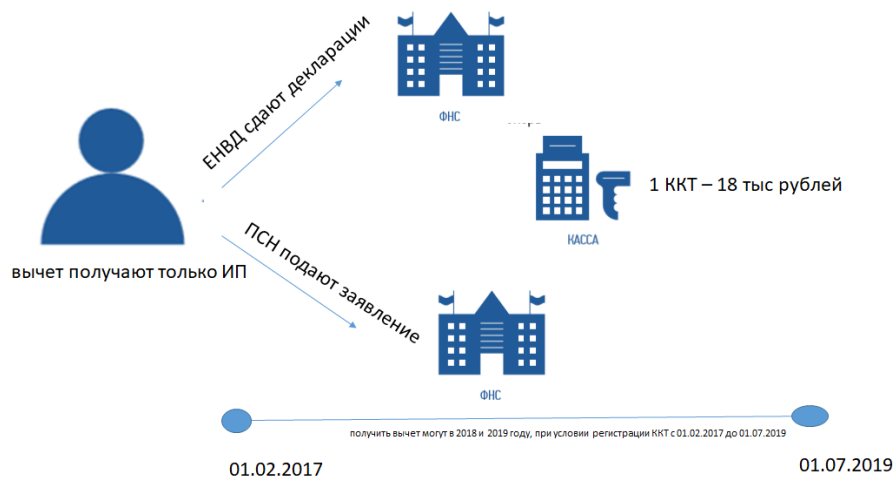 ЕНВД сдают декларации
ФНС
1 ККТ – 18 тыс рублей
КАССА
вычет получают только ИП
ПСН подают заявление
ФНС
получить вычет могут в 2018 и 2019 году, при условии регистрации ККТ с 01.02.2017 до 01.07.2019
01.02.2017
01.07.2019